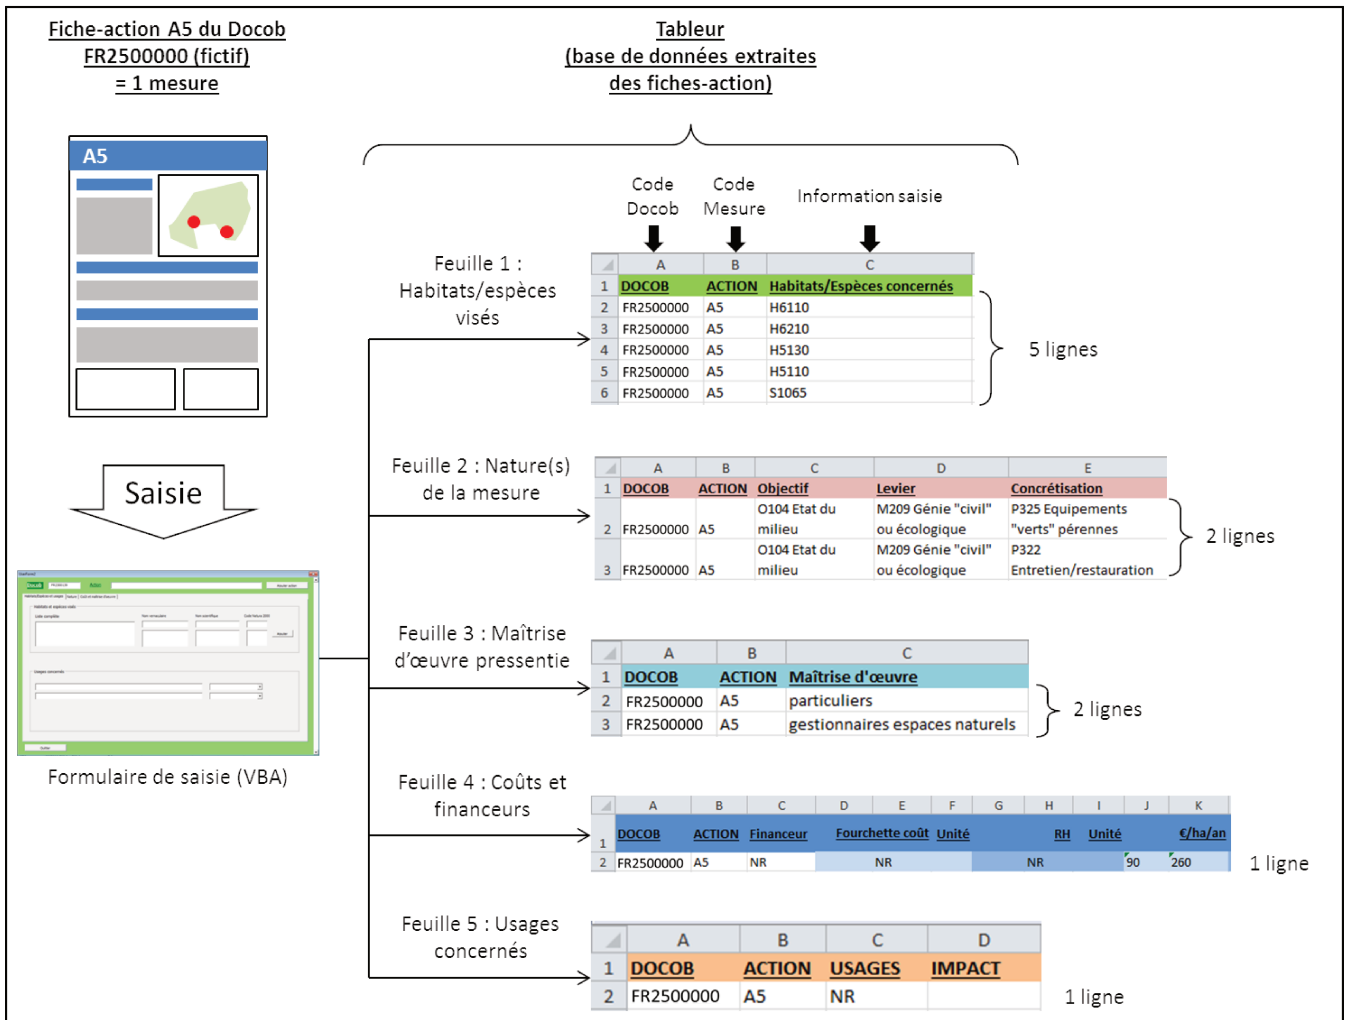 Fiche-action A5 du Docob
FR2500000 (fictif)
= 1 mesure
Tableur
(base de données extraites
des fiches-action)
A5
Code
Docob
Code
Mesure
Information saisie
Feuille 1 :
Habitats/espèces
visés
A B C
1 DOCOB ACTION Habitats/Espèces concernés
2 FR2500000 A5 H6110
3 FR2500000 A5 H6210
4 FR2500000 A5 H5130
5 FR2500000 A5 H5110
6 FR2500000 A5 S1065
5 lignes
Saisie
Feuille 2 : Nature(s)
de la mesure
A B C D E
1 DOCOB ACTION Objectif Levier Concrétisation
O104 Etat du M209 Génie "civil" P325 Equipements
2 FR2500000 A5 milieu ou écologique "verts" pérennes
O104 Etat du M209 Génie "civil" P322
3 FR2500000 A5 milieu ou écologique Entretien/restauration
2 lignes
Formulaire de saisie (VBA)
Feuille 3 : Maîtrise
d'œuvre pressentie
A B C
1 DOCOB ACTION Maîtrise d'œuvre
2 FR2500000 A5 particuliers
3 FR2500000 A5 gestionnaires espaces naturels
2 lignes
Feuille 4 : Coûts et
financeurs
A B C D E F G H I J K
1 DOCOB ACTION Financeur Fourchette coût Unité RH Unité €/ha/an
2 FR2500000 A5 NR NR NR 90 260
1 ligne
Feuille 5 : Usages
concernés
A B C D
1 DOCOB ACTION USAGES IMPACT
2 FR2500000 A5 NR
1 ligne